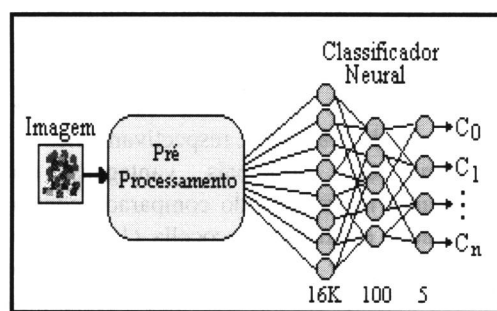 Classificador
Neural
Imagem
Pré
Processamento
C0
C1
⋮
Cn
16K 100 5